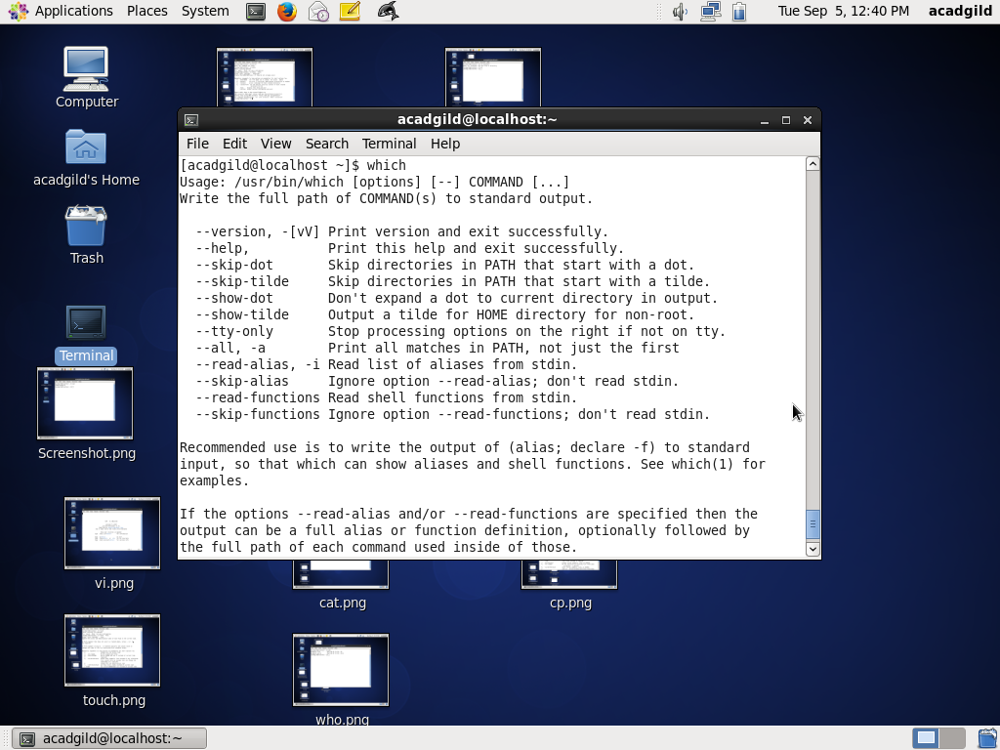 Applications Places System Tue Sep 5, 12:40 PM acadgild
Computer
acadgild's Home
Trash
Terminal
Screenshot.png
vi.png
touch.png
cat.png
cp.png
who.png
acadgild@localhost:~
File Edit View Search Terminal Help
[acadgild@localhost ~]$ which
Usage: /usr/bin/which [options] [--] COMMAND [...]
Write the full path of COMMAND(s) to standard output.
--version, -[vV] Print version and exit successfully.
--help, Print this help and exit successfully.
--skip-dot Skip directories in PATH that start with a dot.
--skip-tilde Skip directories in PATH that start with a tilde.
--show-dot Don't expand a dot to current directory in output.
--show-tilde Output a tilde for HOME directory for non-root.
--tty-only Stop processing options on the right if not on tty.
--all, -a Print all matches in PATH, not just the first
--read-alias, -i Read list of aliases from stdin.
--skip-alias Ignore option --read-alias; don't read stdin.
--read-functions Read shell functions from stdin.
--skip-functions Ignore option --read-functions; don't read stdin.
Recommended use is to write the output of (alias; declare -f) to standard
input, so that which can show aliases and shell functions. See which(1) for
examples.
If the options --read-alias and/or --read-functions are specified then the
output can be a full alias or function definition, optionally followed by
the full path of each command used inside of those.
acadgild@localhost:~